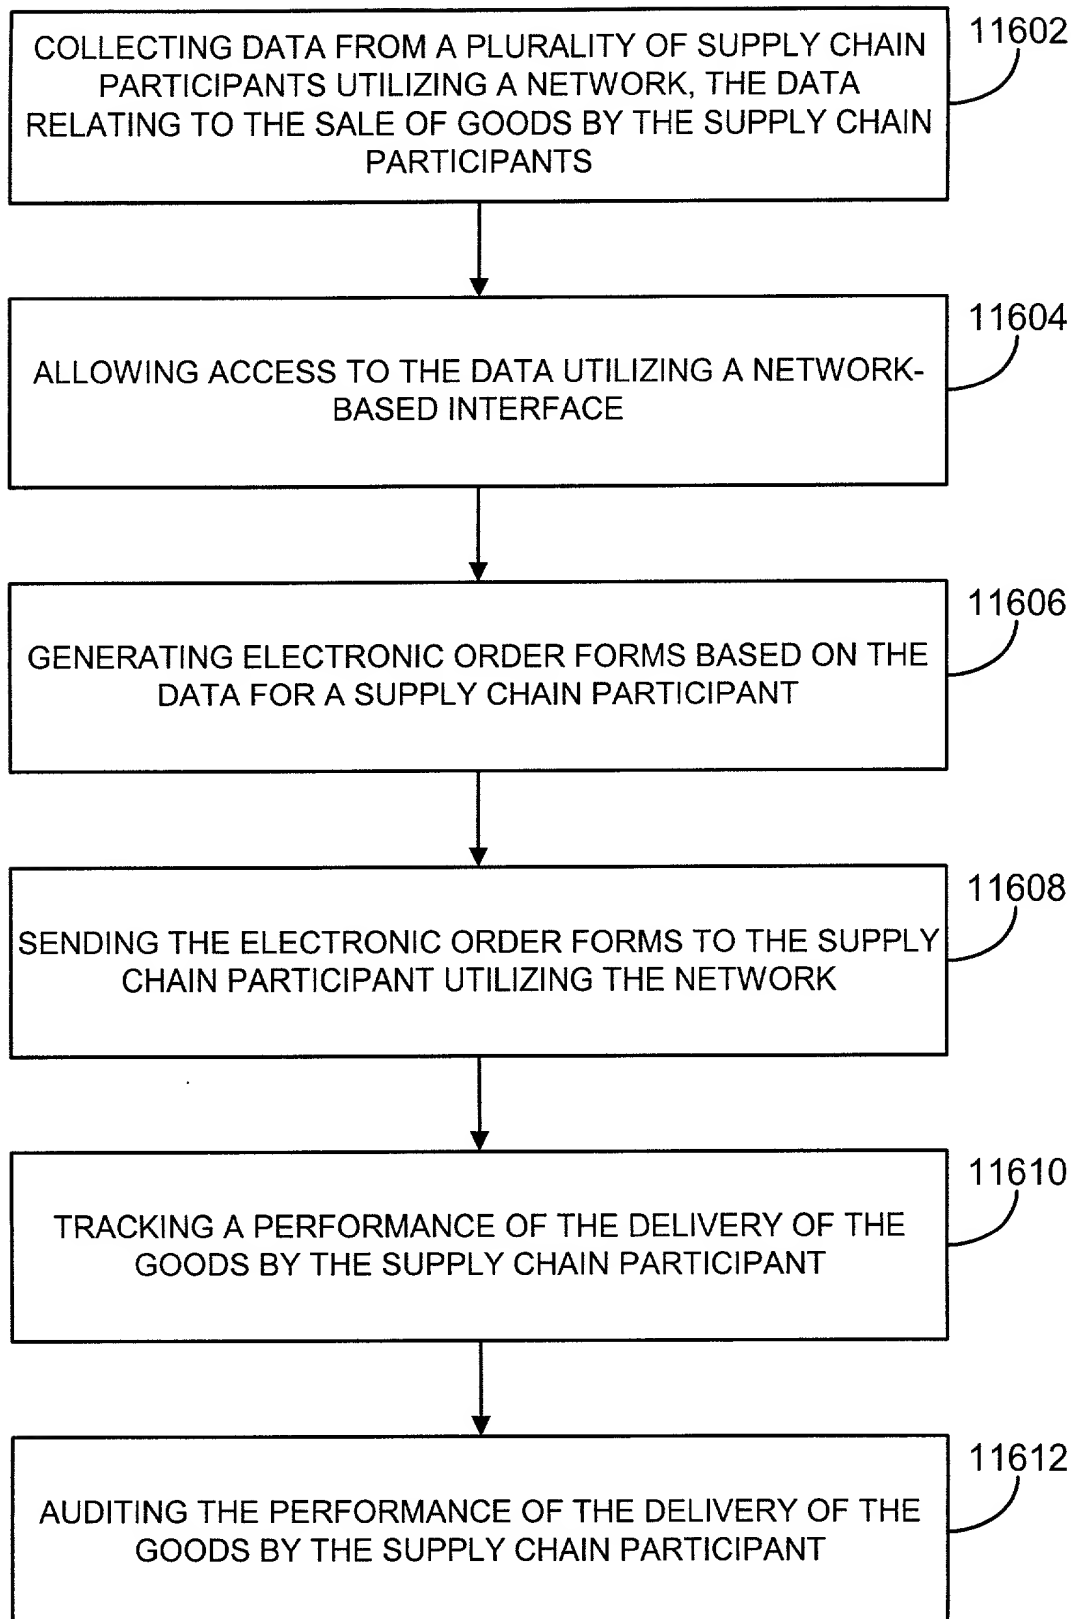 COLLECTING DATA FROM A PLURALITY OF SUPPLY CHAIN
PARTICIPANTS UTILIZING A NETWORK, THE DATA
RELATING TO THE SALE OF GOODS BY THE SUPPLY CHAIN
PARTICIPANTS
11602
ALLOWING ACCESS TO THE DATA UTILIZING A NETWORK-
BASED INTERFACE
11604
GENERATING ELECTRONIC ORDER FORMS BASED ON THE
DATA FOR A SUPPLY CHAIN PARTICIPANT
11606
SENDING THE ELECTRONIC ORDER FORMS TO THE SUPPLY
CHAIN PARTICIPANT UTILIZING THE NETWORK
11608
TRACKING A PERFORMANCE OF THE DELIVERY OF THE
GOODS BY THE SUPPLY CHAIN PARTICIPANT
11610
AUDITING THE PERFORMANCE OF THE DELIVERY OF THE
GOODS BY THE SUPPLY CHAIN PARTICIPANT
11612